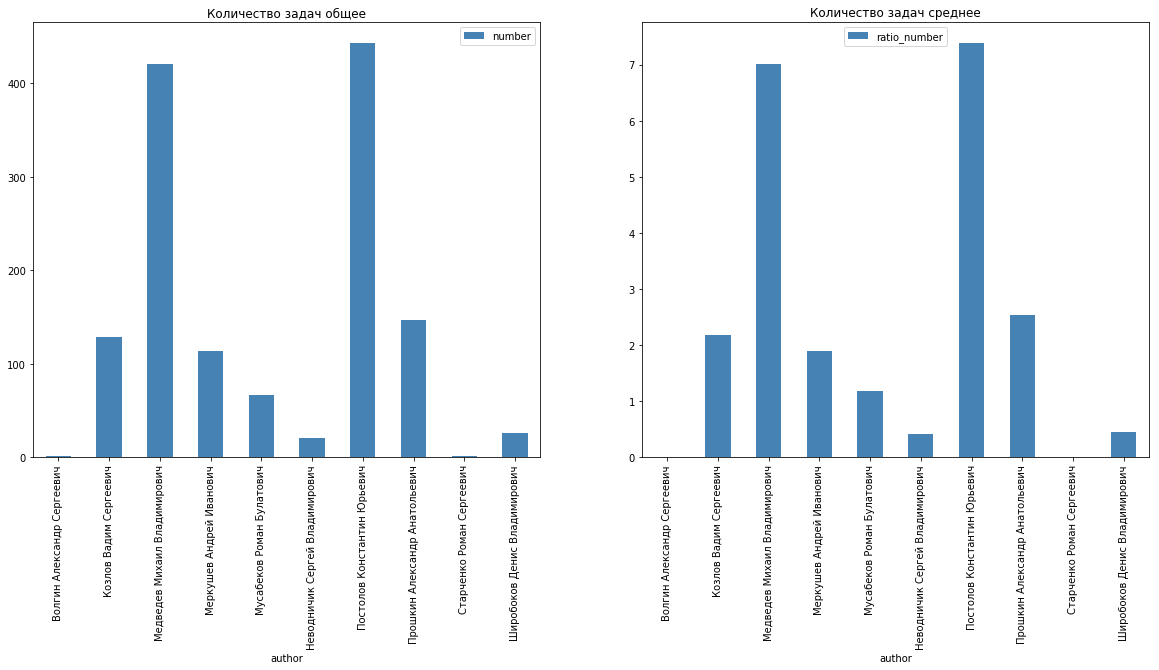 Количество задач общее
number
400
300
200
100
0
Волгин Александр Сергеевич
Козлов Вадим Сергеевич
Медведев Михаил Владимирович
Меркушев Андрей Иванович
Мусабеков Роман Булатович
Неводничик Сергей Владимирович
Постолов Константин Юрьевич
Прошкин Александр Анатольевич
Старченко Роман Сергеевич
Широбоков Денис Владимирович
author
Количество задач среднее
ratio_number
7
6
5
4
3
2
1
0
Волгин Александр Сергеевич
Козлов Вадим Сергеевич
Медведев Михаил Владимирович
Меркушев Андрей Иванович
Мусабеков Роман Булатович
Неводничик Сергей Владимирович
Постолов Константин Юрьевич
Прошкин Александр Анатольевич
Старченко Роман Сергеевич
Широбоков Денис Владимирович
author